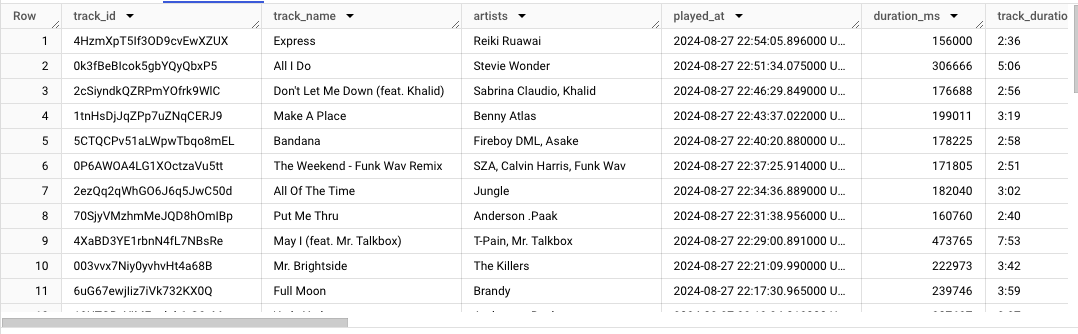 Row track_id track_name artists played_at duration_ms track_duratio
1 4HzmXpT5If3OD9cvEwXZUX Express Reiki Ruawai 2024-08-27 22:54:05.896000 U... 156000 2:36
2 0k3fBeBIcok5gbYQyQbxP5 All I Do Stevie Wonder 2024-08-27 22:51:34.075000 U... 306666 5:06
3 2cSiyndkQZRPmYOfrk9WIC Don't Let Me Down (feat. Khalid) Sabrina Claudio, Khalid 2024-08-27 22:46:29.849000 U... 176688 2:56
4 1tnHsDjJqZPp7uZNqCERJ9 Make A Place Benny Atlas 2024-08-27 22:43:37.022000 U... 199011 3:19
5 5CTQCPv51aLWpwTbqo8mEL Bandana Fireboy DML, Asake 2024-08-27 22:40:20.880000 U... 178225 2:58
6 0P6AWOA4LG1XOctzaVu5tt The Weekend - Funk Wav Remix SZA, Calvin Harris, Funk Wav 2024-08-27 22:37:25.914000 U... 171805 2:51
7 2ezQq2qWhGO6J6q5JwC50d All Of The Time Jungle 2024-08-27 22:34:36.889000 U... 182040 3:02
8 70SjyVMzhmMeJQD8hOmIBp Put Me Thru Anderson .Paak 2024-08-27 22:31:38.956000 U... 160760 2:40
9 4XaBD3YE1rbnN4fL7NBsRe May I (feat. Mr. Talkbox) T-Pain, Mr. Talkbox 2024-08-27 22:29:00.891000 U... 473765 7:53
10 003vvx7Niy0yvhvHt4a68B Mr. Brightside The Killers 2024-08-27 22:21:09.990000 U... 222973 3:42
11 6uG67ewjIiz7iVk732KX0Q Full Moon Brandy 2024-08-27 22:17:30.965000 U... 239746 3:59